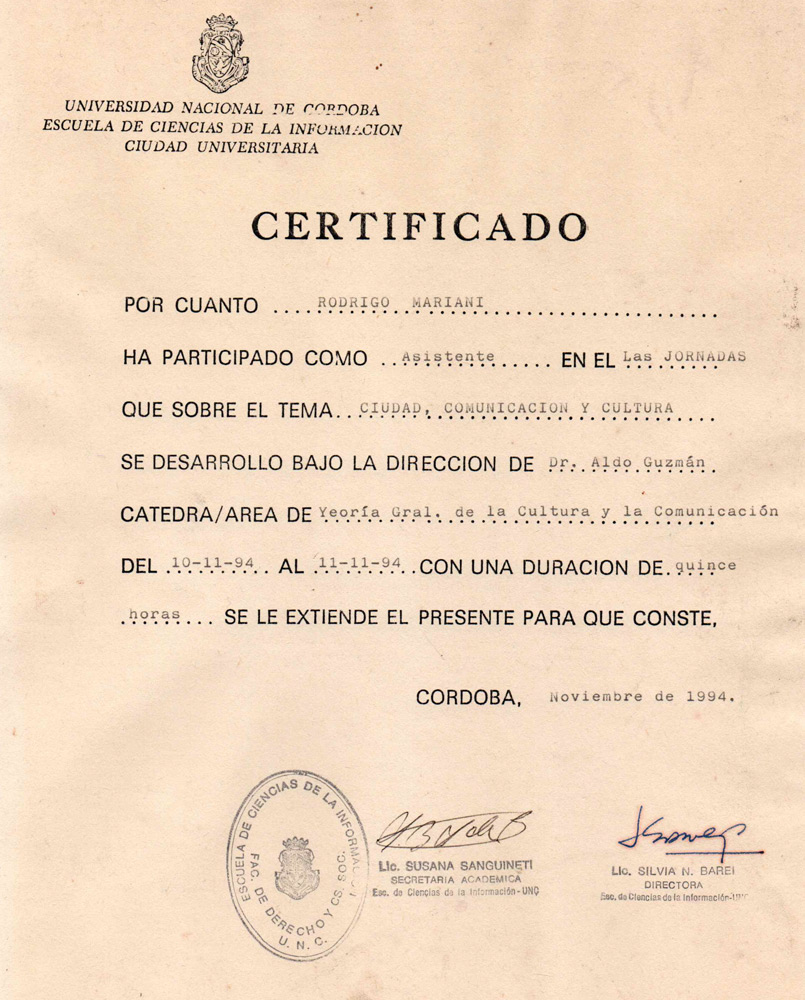 UNIVERSIDAD NACIONAL DE CORDOBA
ESCUELA DE CIENCIAS DE LA INFORMACION
CIUDAD UNIVERSITARIA
CERTIFICADO
POR CUANTO ....RODRIGO MARIANI......................
HA PARTICIPADO COMO ..Asistente...... EN EL Las JORNADAS
QUE SOBRE EL TEMA..CIUDAD, COMUNICACION Y CULTURA....
SE DESARROLLO BAJO LA DIRECCION DE Dr. Aldo Guzmán.
CATEDRA/AREA DE Yeoría Gral. de la Cultura y la Comunicación
DEL .10-11-94.. AL .11-11-94..CON UNA DURACION DE.quince
.horas... SE LE EXTIENDE EL PRESENTE PARA QUE CONSTE,
CORDOBA, Noviembre de 1994.
ESCUELA DE CIENCIAS DE LA INFORMACION
FAC. DE DERECHO Y CS. SOC.
U. N. C.
Lic. SUSANA SANGUINETI
SECRETARIA ACADEMICA
Esc. de Ciencias de la Información-UNC
Lic. SILVIA N. BAREI
DIRECTORA
Esc. de Ciencias de la Información-UNC